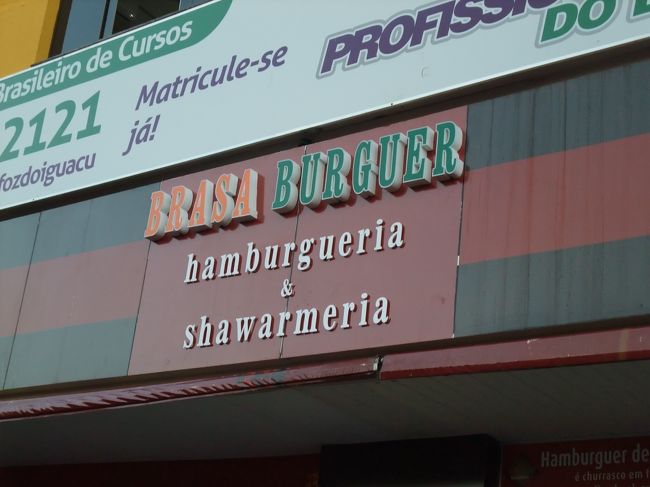 Brasileiro de Cursos
2121
fozdoiguacu
Matricule-se
já!
PROFISSI
DO
BRASA BURGUER
hamburgueria
&
shawarmeria
Hamburguer de
é churrasco em